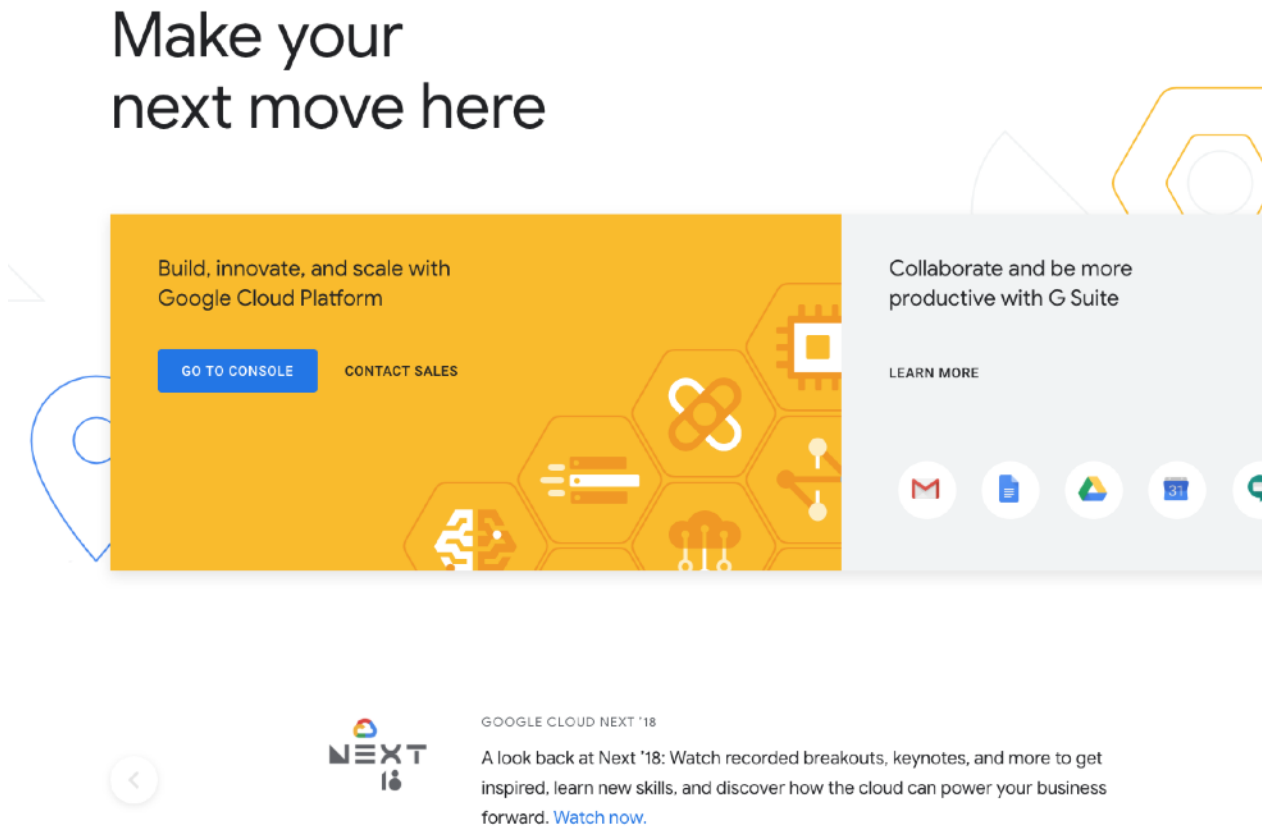 Make your
next move here
Build, innovate, and scale with
Google Cloud Platform
GO TO CONSOLE
CONTACT SALES
Collaborate and be more
productive with G Suite
LEARN MORE
31
NEXT
18
GOOGLE CLOUD NEXT '18
A look back at Next '18: Watch recorded breakouts, keynotes, and more to get
inspired, learn new skills, and discover how the cloud can power your business
forward. Watch now.